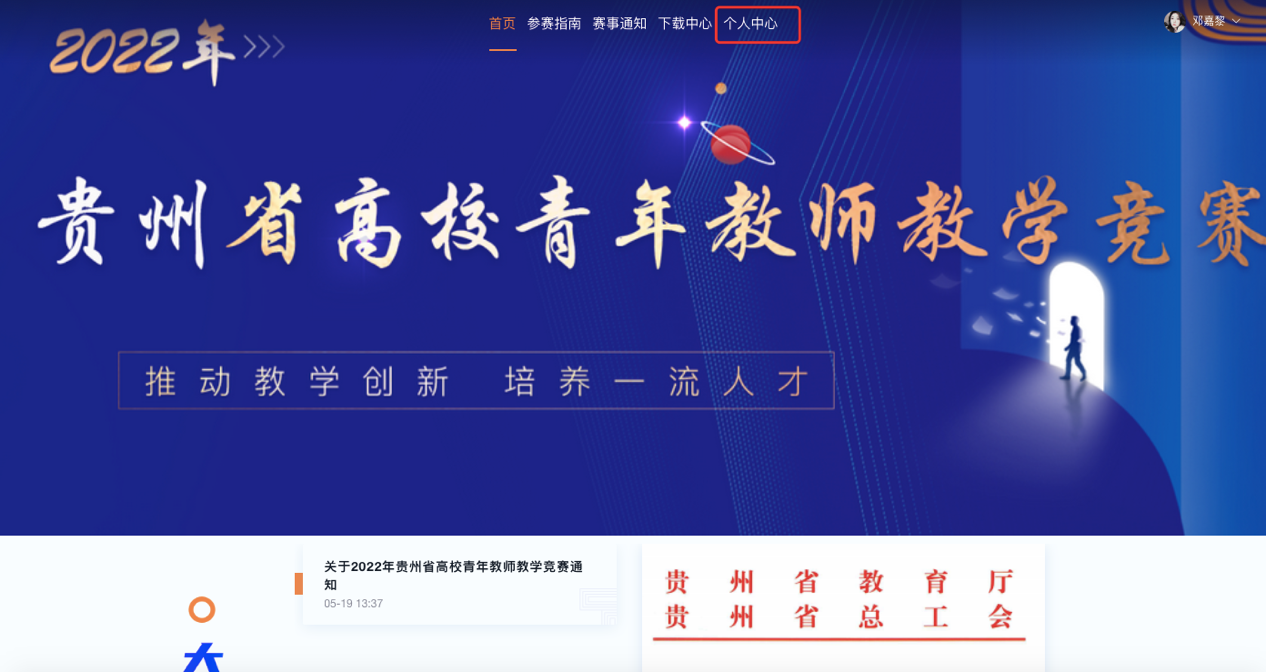 首页 参赛指南 赛事通知 下载中心 个人中心 邓嘉黎
2022年
贵州省高校青年教师教学竞赛
推动教学创新 培养一流人才
关于2022年贵州省高校青年教师教学竞赛通
知
05-19 13:37
贵州省教育厅
贵州省总工会